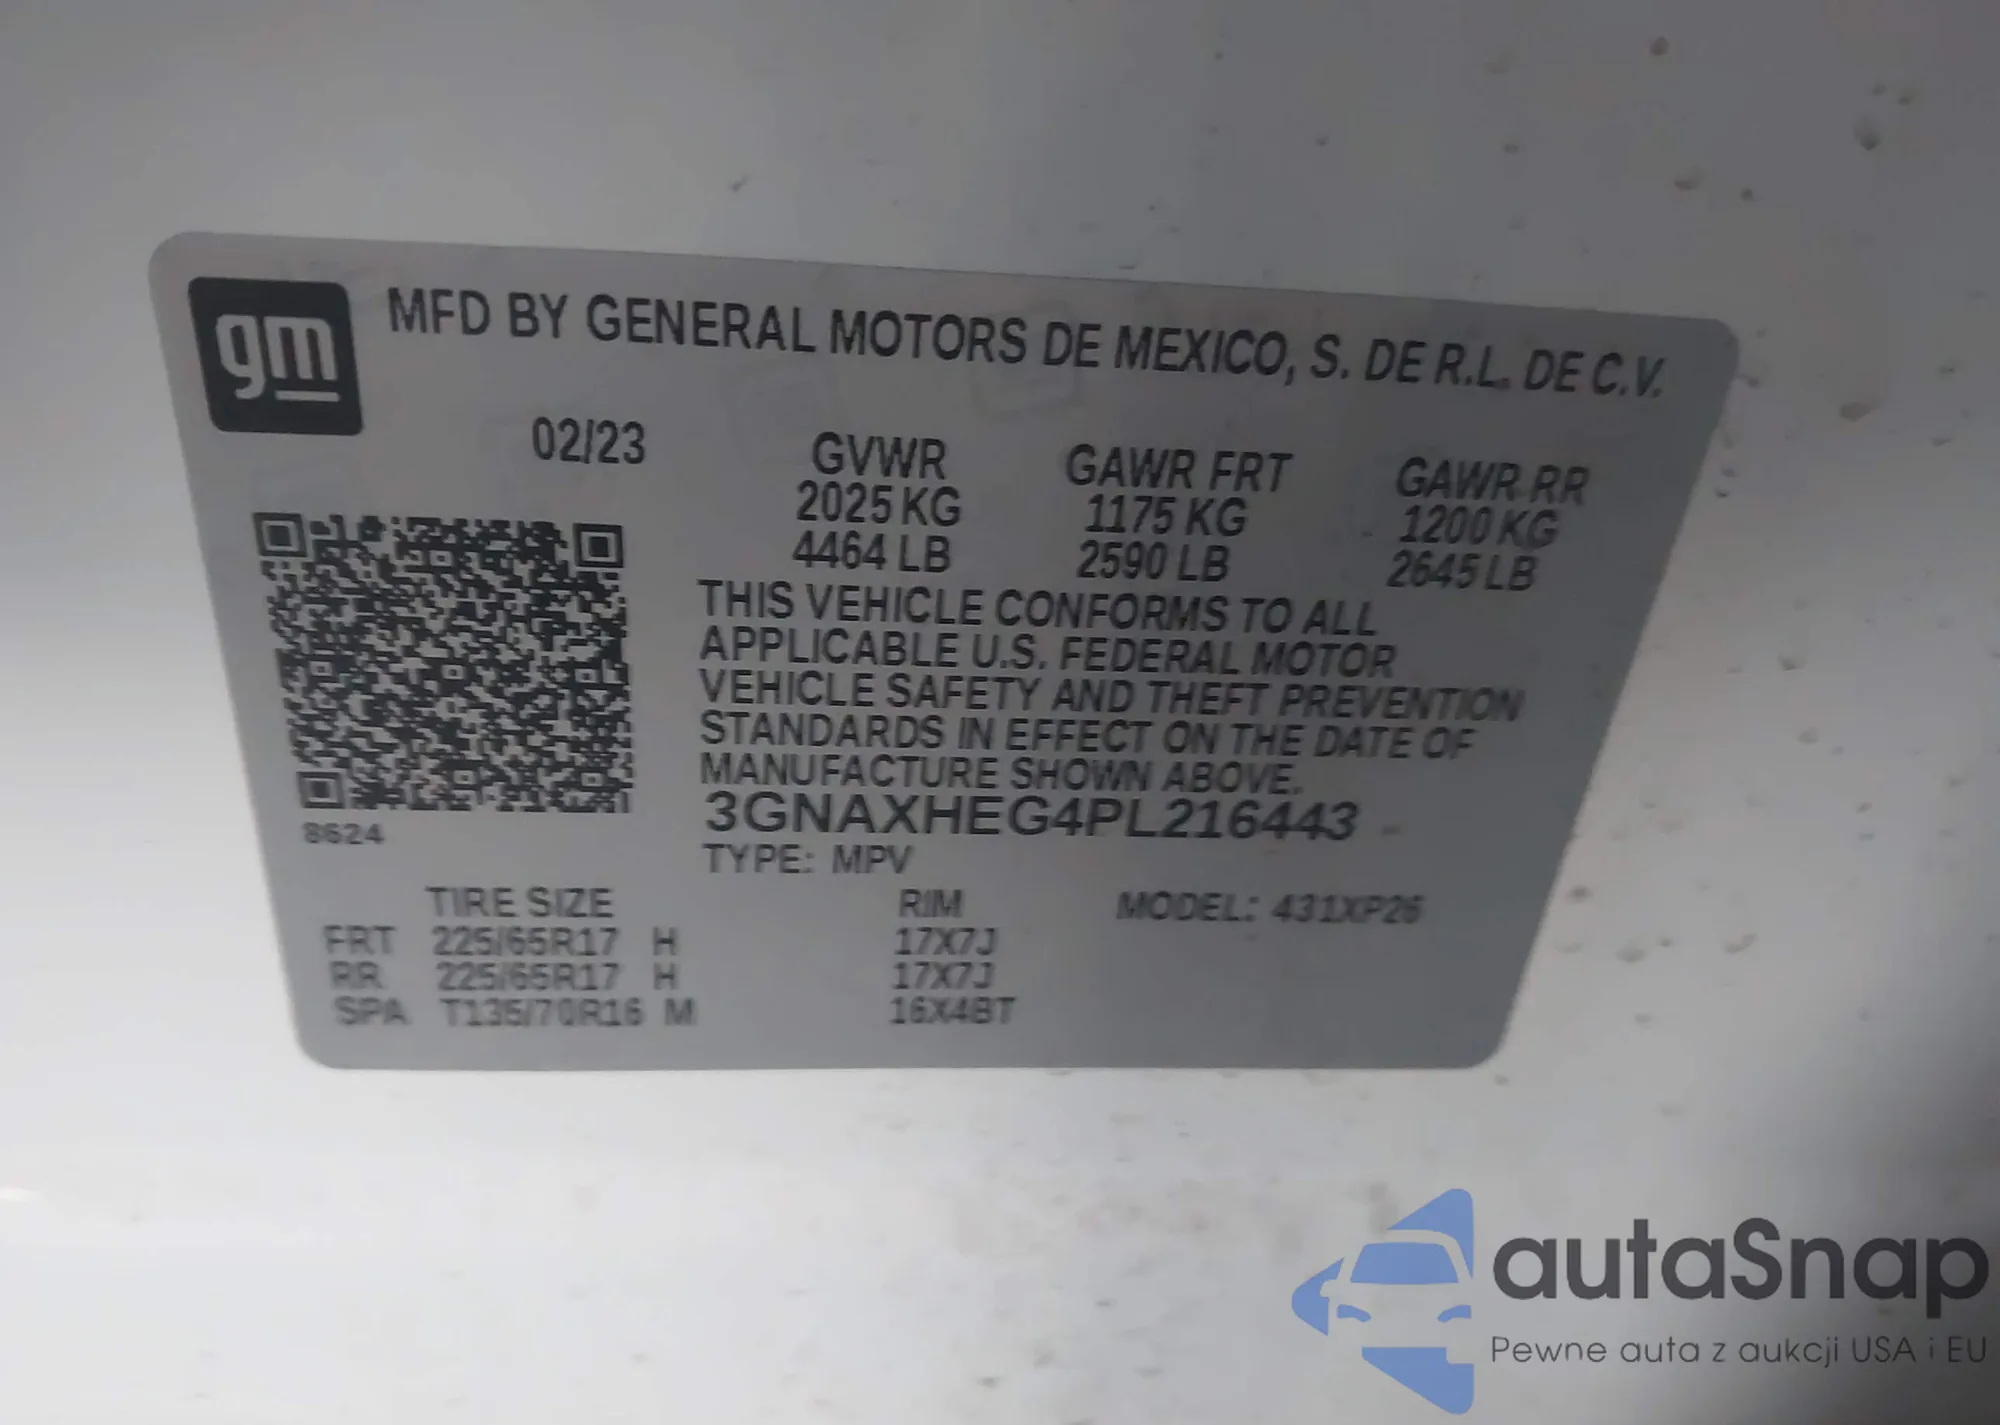 gm
MFD BY GENERAL MOTORS DE MEXICO, S. DE R.L. DE C.V.
02/23 GVWR GAWR FRT GAWR RR
2025 KG 1175 KG 1200 KG
4464 LB 2590 LB 2645 LB
THIS VEHICLE CONFORMS TO ALL
APPLICABLE U.S. FEDERAL MOTOR
VEHICLE SAFETY AND THEFT PREVENTION
STANDARDS IN EFFECT ON THE DATE OF
MANUFACTURE SHOWN ABOVE.
3GNAXHEG4PL216443
8624
TYPE: MPV
TIRE SIZE RIM MODEL: 431XP26
FRT 225/65R17 H 17X7J
RR 225/65R17 H 17X7J
SPA T135/70R16 M 16X4BT
autaSnap
Pewne auta z aukcji USA i EU